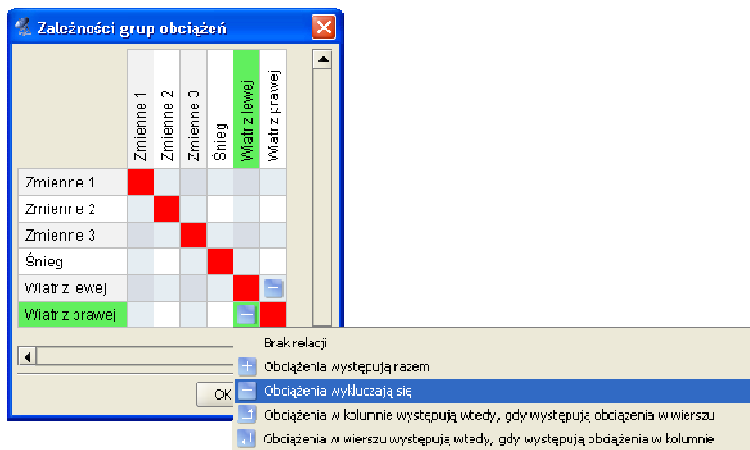 Zależności grup obciążeń
Zmienne 1
Zmienne 2
Zmienne 3
Śnieg
Wiatr z lewej
Wiatr z prawej
Zmienne 1
Zmienne 2
Zmienne 3
Śnieg
Wiatr z lewej
Wiatr z prawej
Brak relacji
Obciążenia występują razem
Obciążenia wykluczają się
Obciążenia w kolumnie występują wtedy, gdy występują obciążenia w wierszu
Obciążenia w wierszu występują wtedy, gdy występują obciążenia w kolumnie
OK